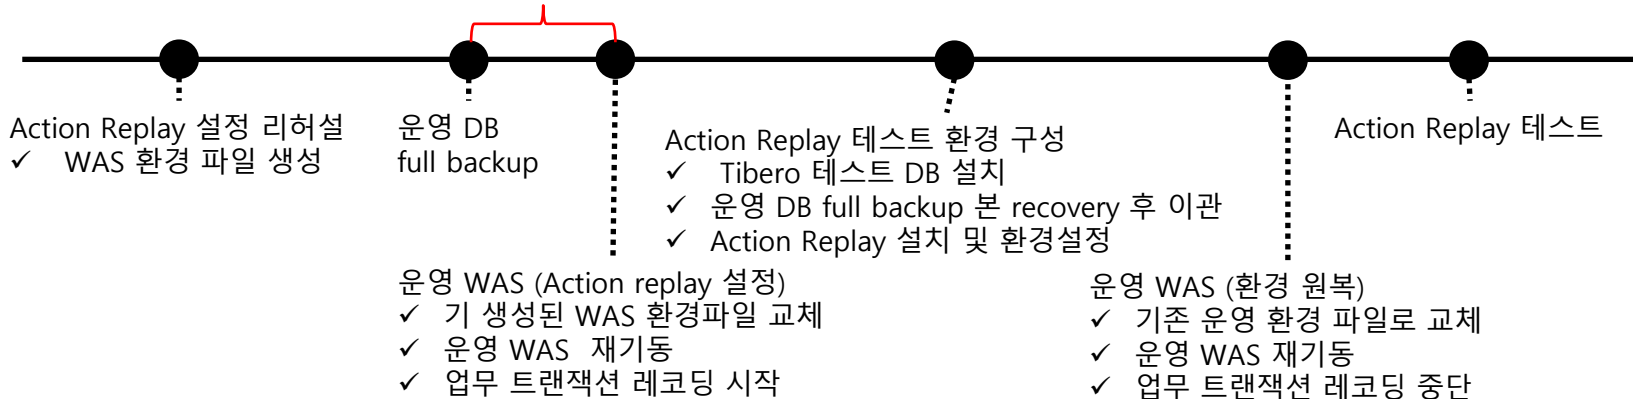 Action Replay 설정 리허설
✓ WAS 환경 파일 생성
운영 DB
full backup
운영 WAS (Action replay 설정)
✓ 기 생성된 WAS 환경파일 교체
✓ 운영 WAS 재기동
✓ 업무 트랜잭션 레코딩 시작
Action Replay 테스트 환경 구성
✓ Tibero 테스트 DB 설치
✓ 운영 DB full backup 본 recovery 후 이관
✓ Action Replay 설치 및 환경설정
운영 WAS (환경 원복)
✓ 기존 운영 환경 파일로 교체
✓ 운영 WAS 재기동
✓ 업무 트랜잭션 레코딩 중단
Action Replay 테스트